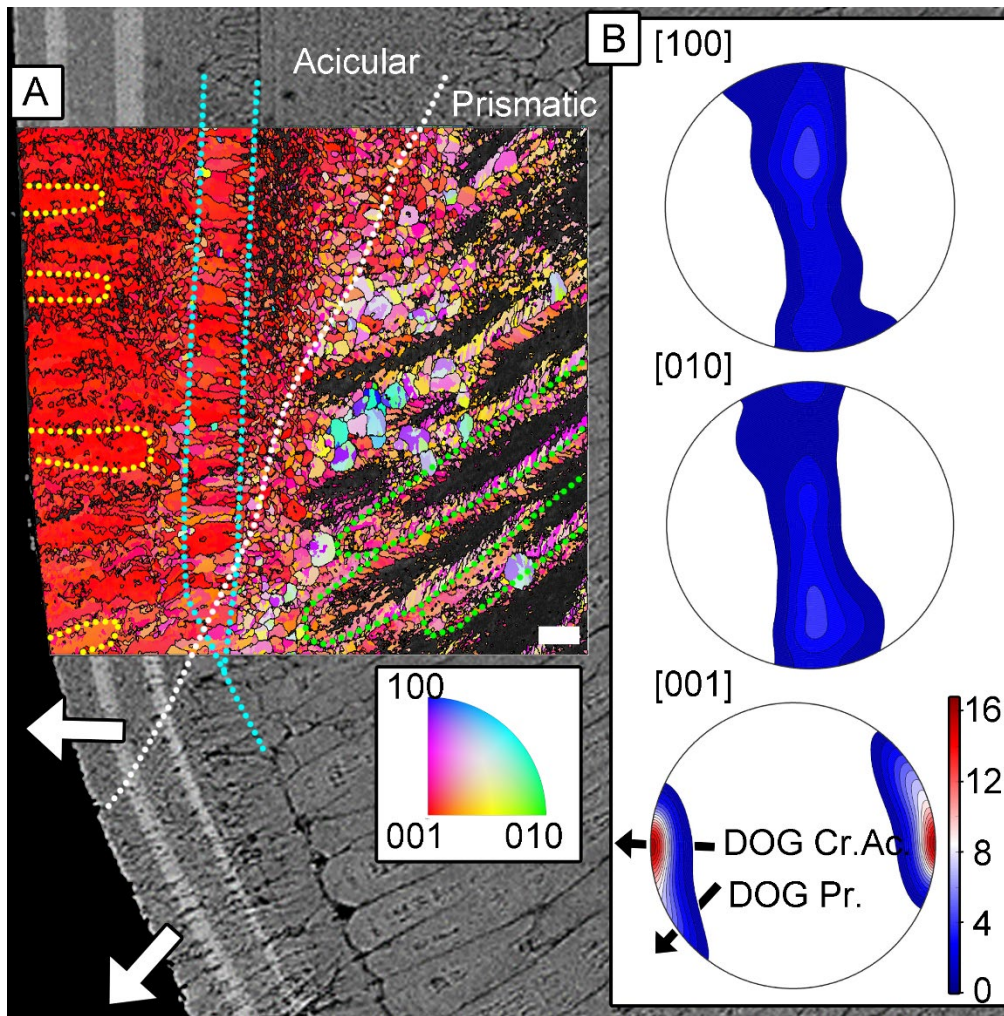 A
Acicular
Prismatic
100
001
010
B
[100]
[010]
[001]
DOG Cr.Ac.
DOG Pr.
16
12
8
4
0